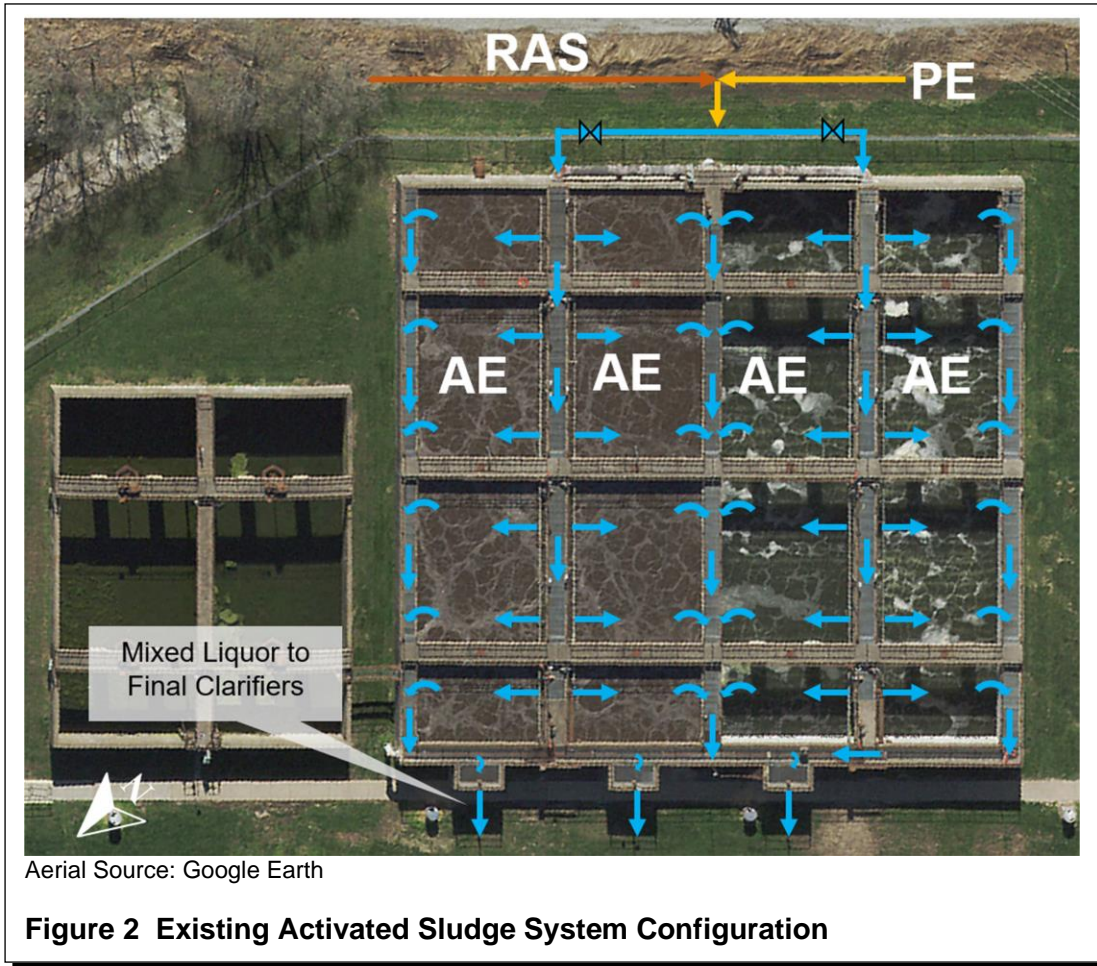 RAS
PE
AE AE AE AE
Mixed Liquor to
Final Clarifiers
N
Aerial Source: Google Earth
Figure 2 Existing Activated Sludge System Configuration